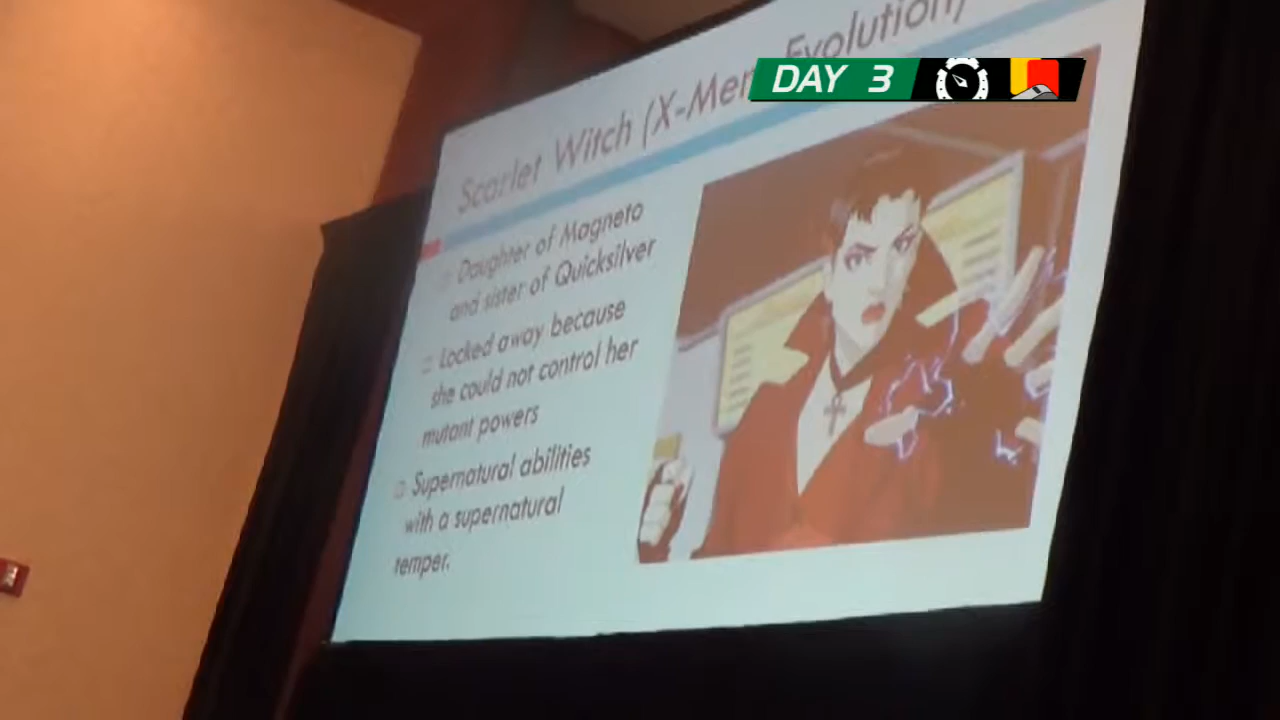 DAY 3
Scarlet Witch (X-Men Evolution)
Daughter of Magneto
and sister of Quicksilver
Locked away because
she could not control her
mutant powers
Supernatural abilities
with a supernatural
temper.